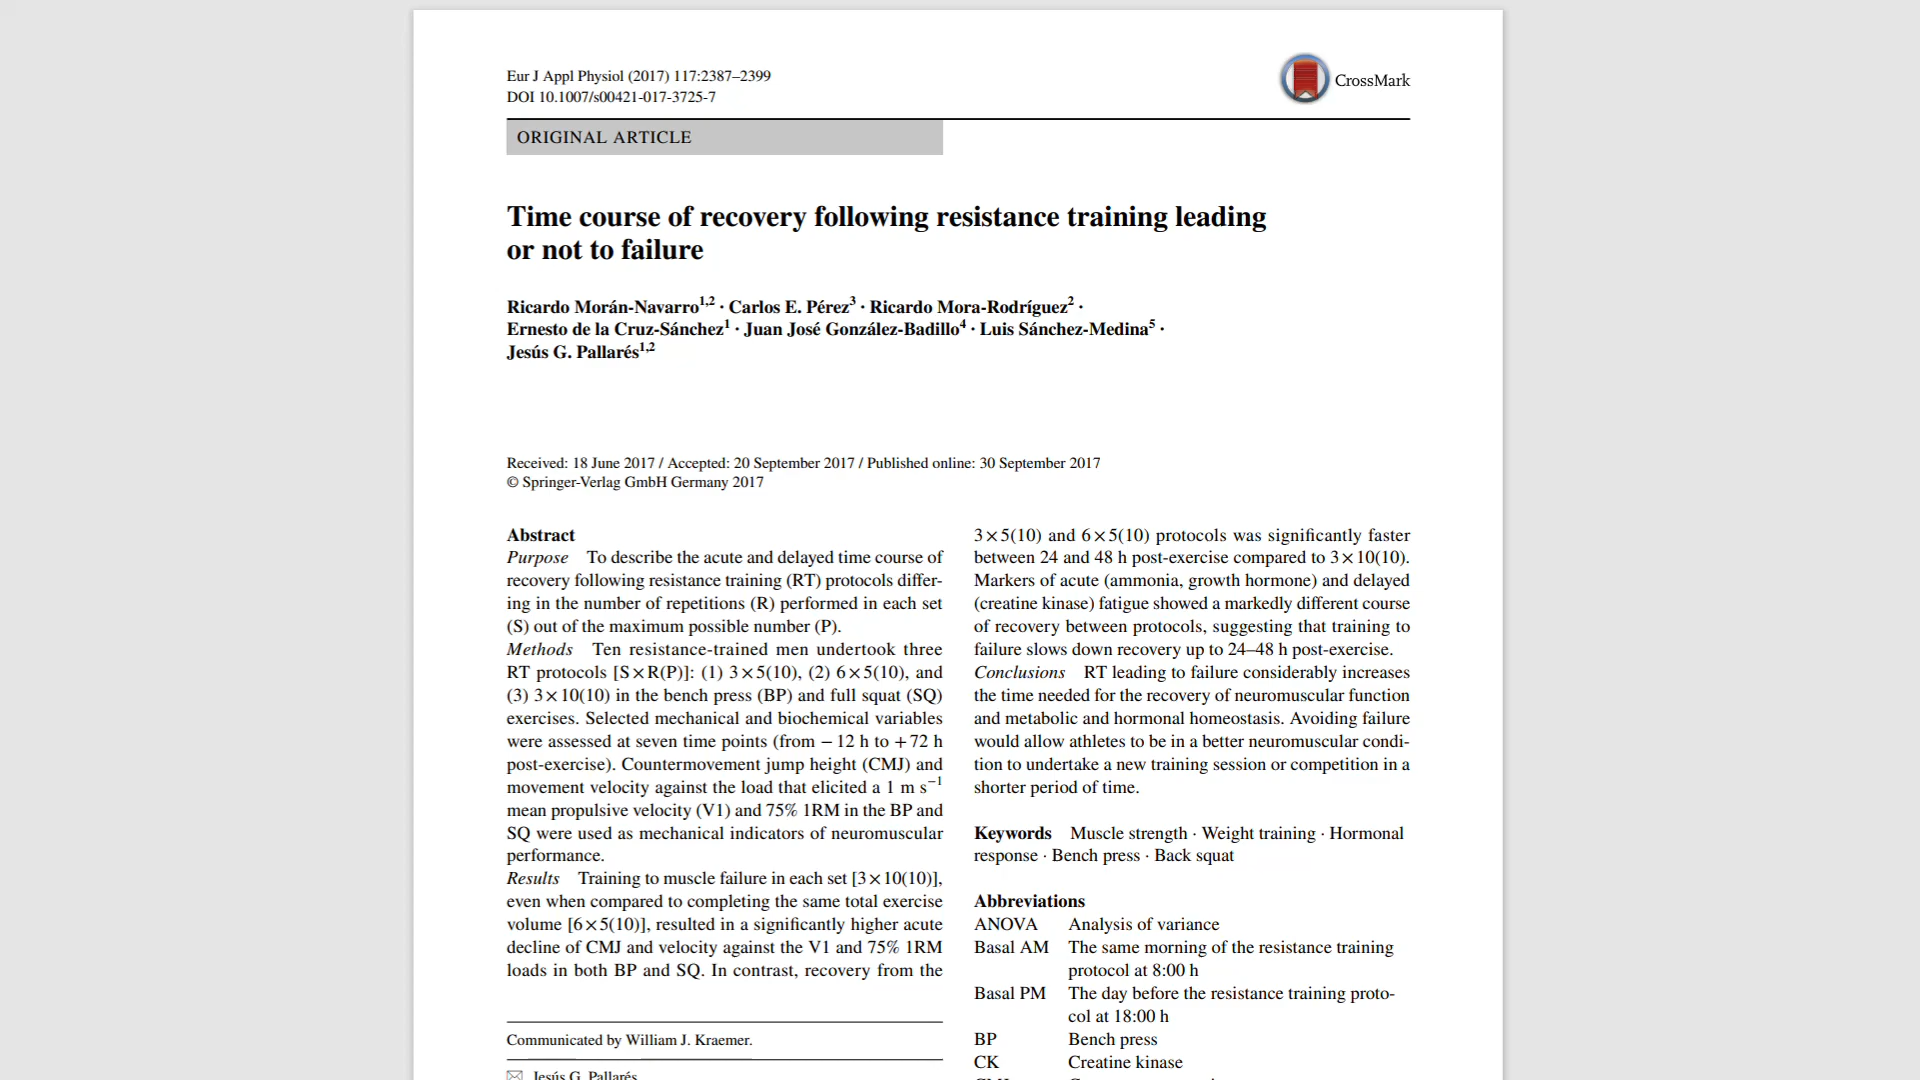 Eur J Appl Physiol (2017) 117:2387–2399
DOI 10.1007/s00421-017-3725-7
CrossMark
ORIGINAL ARTICLE
Time course of recovery following resistance training leading
or not to failure
Ricardo Morán-Navarro1,2 · Carlos E. Pérez3 · Ricardo Mora-Rodríguez2 ·
Ernesto de la Cruz-Sánchez1 · Juan José González-Badillo4 · Luis Sánchez-Medina5 ·
Jesús G. Pallarés1,2
Received: 18 June 2017 / Accepted: 20 September 2017 / Published online: 30 September 2017
© Springer-Verlag GmbH Germany 2017
Abstract
Purpose To describe the acute and delayed time course of
recovery following resistance training (RT) protocols differ-
ing in the number of repetitions (R) performed in each set
(S) out of the maximum possible number (P).
Methods Ten resistance-trained men undertook three
RT protocols [S×R(P)]: (1) 3×5(10), (2) 6×5(10), and
(3) 3×10(10) in the bench press (BP) and full squat (SQ)
exercises. Selected mechanical and biochemical variables
were assessed at seven time points (from − 12 h to + 72 h
post-exercise). Countermovement jump height (CMJ) and
movement velocity against the load that elicited a 1 m s−1
mean propulsive velocity (V1) and 75% 1RM in the BP and
SQ were used as mechanical indicators of neuromuscular
performance.
Results Training to muscle failure in each set [3×10(10)],
even when compared to completing the same total exercise
volume [6×5(10)], resulted in a significantly higher acute
decline of CMJ and velocity against the V1 and 75% 1RM
loads in both BP and SQ. In contrast, recovery from the
Communicated by William J. Kraemer.
Jesús G. Pallarés
3×5(10) and 6×5(10) protocols was significantly faster
between 24 and 48 h post-exercise compared to 3×10(10).
Markers of acute (ammonia, growth hormone) and delayed
(creatine kinase) fatigue showed a markedly different course
of recovery between protocols, suggesting that training to
failure slows down recovery up to 24–48 h post-exercise.
Conclusions RT leading to failure considerably increases
the time needed for the recovery of neuromuscular function
and metabolic and hormonal homeostasis. Avoiding failure
would allow athletes to be in a better neuromuscular condi-
tion to undertake a new training session or competition in a
shorter period of time.
Keywords Muscle strength · Weight training · Hormonal
response · Bench press · Back squat
Abbreviations
ANOVA Analysis of variance
Basal AM The same morning of the resistance training
protocol at 8:00 h
Basal PM The day before the resistance training proto-
col at 18:00 h
BP Bench press
CK Creatine kinase